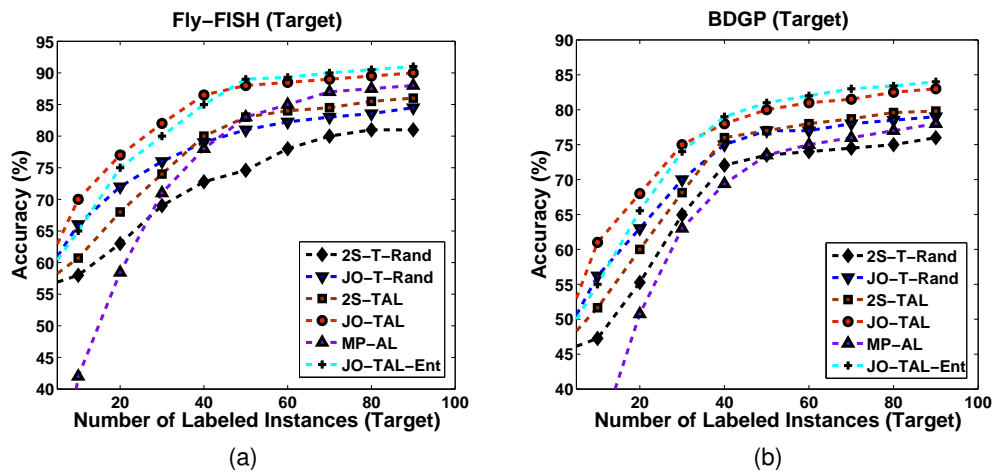 Fly-FISH (Target)
95
90
85
80
75
70
65
60
55
50
45
40
Accuracy (%)
20
40
60
80
100
Number of Labeled Instances (Target)
2S-T-Rand
JO-T-Rand
2S-TAL
JO-TAL
MP-AL
JO-TAL-Ent
(a)
BDGP (Target)
90
85
80
75
70
65
60
55
50
45
40
Accuracy (%)
20
40
60
80
100
Number of Labeled Instances (Target)
2S-T-Rand
JO-T-Rand
2S-TAL
JO-TAL
MP-AL
JO-TAL-Ent
(b)